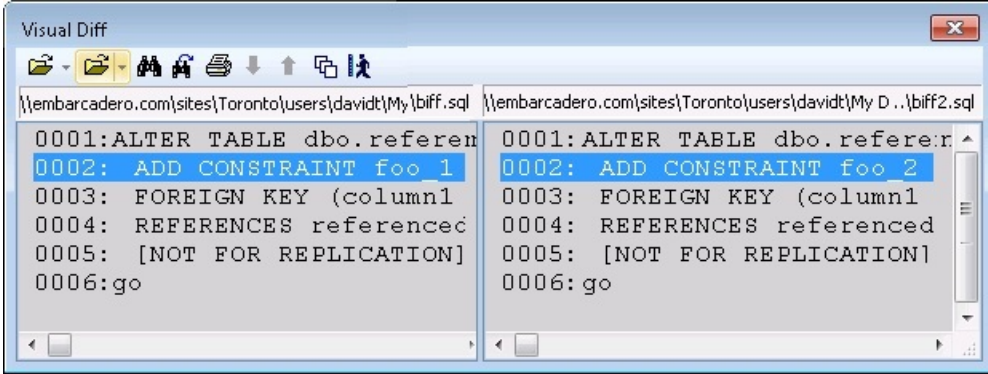 Visual Diff
\\embarcadero.com\sites\Toronto\users\davidt\My\biff.sql
0001:ALTER TABLE dbo.referen
0002: ADD CONSTRAINT foo_1
0003: FOREIGN KEY (column1
0004: REFERENCES referenced
0005: [NOT FOR REPLICATION]
0006:go
\\embarcadero.com\sites\Toronto\users\davidt\My D..\biff2.sql
0001:ALTER TABLE dbo.referer
0002: ADD CONSTRAINT foo_2
0003: FOREIGN KEY (column1
0004: REFERENCES referenced
0005: [NOT FOR REPLICATION]
0006:go